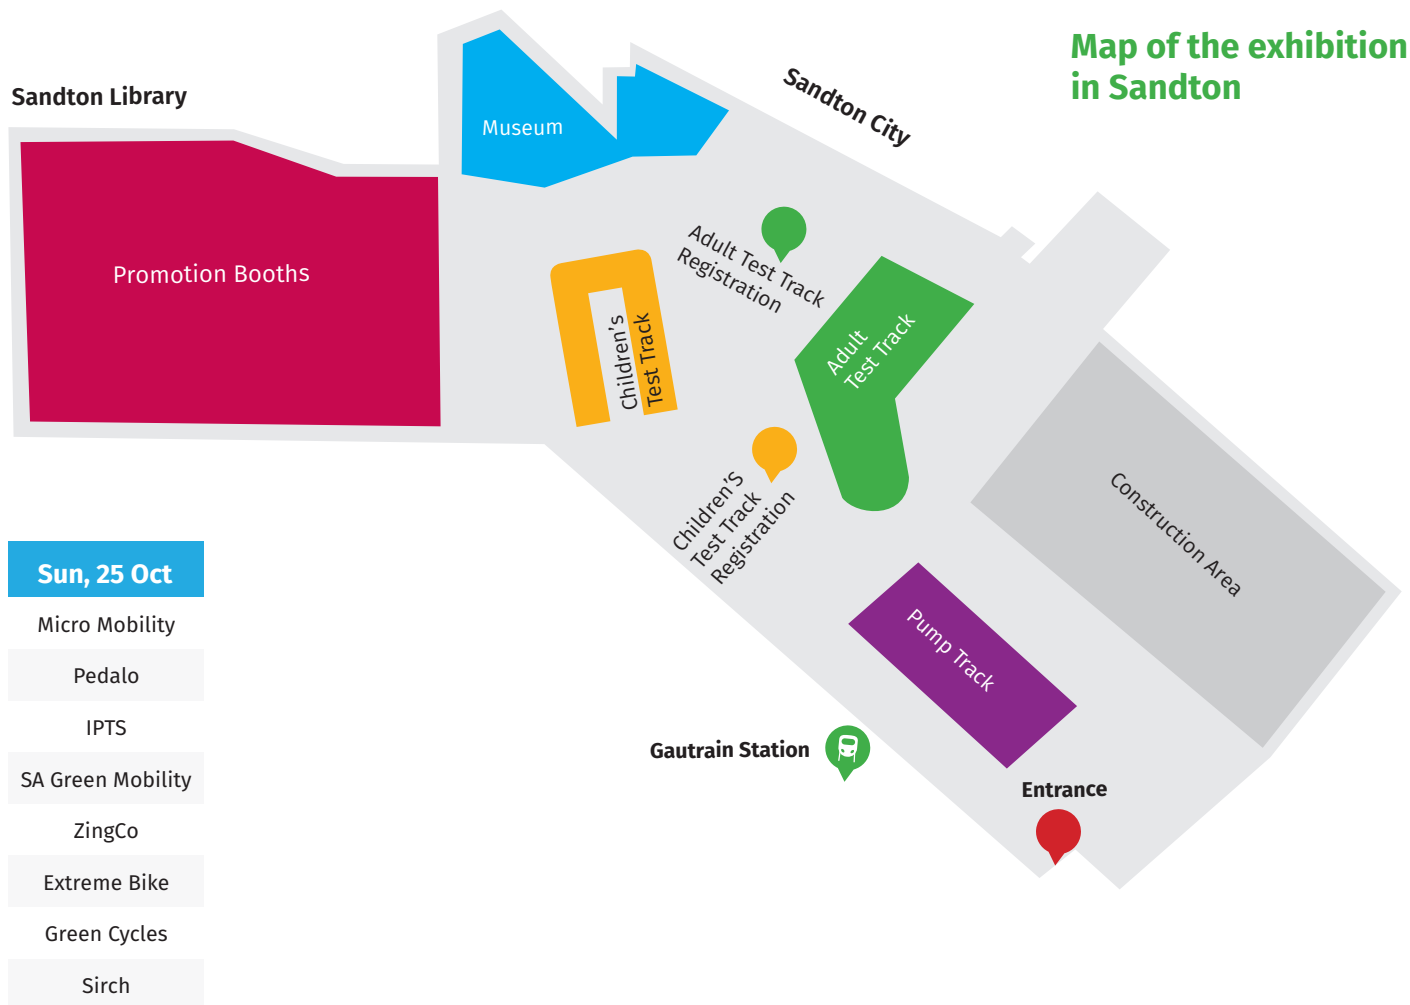 Map of the exhibition
in Sandton
Sandton Library
Sandton City
Museum
Promotion Booths
Adult Test Track
Registration
Children's
Test Track
Adult
Test Track
Children'S
Test Track
Registration
Construction Area
Pump Track
Gautrain Station
Entrance
Sun, 25 Oct
Micro Mobility
Pedalo
IPTS
SA Green Mobility
ZingCo
Extreme Bike
Green Cycles
Sirch